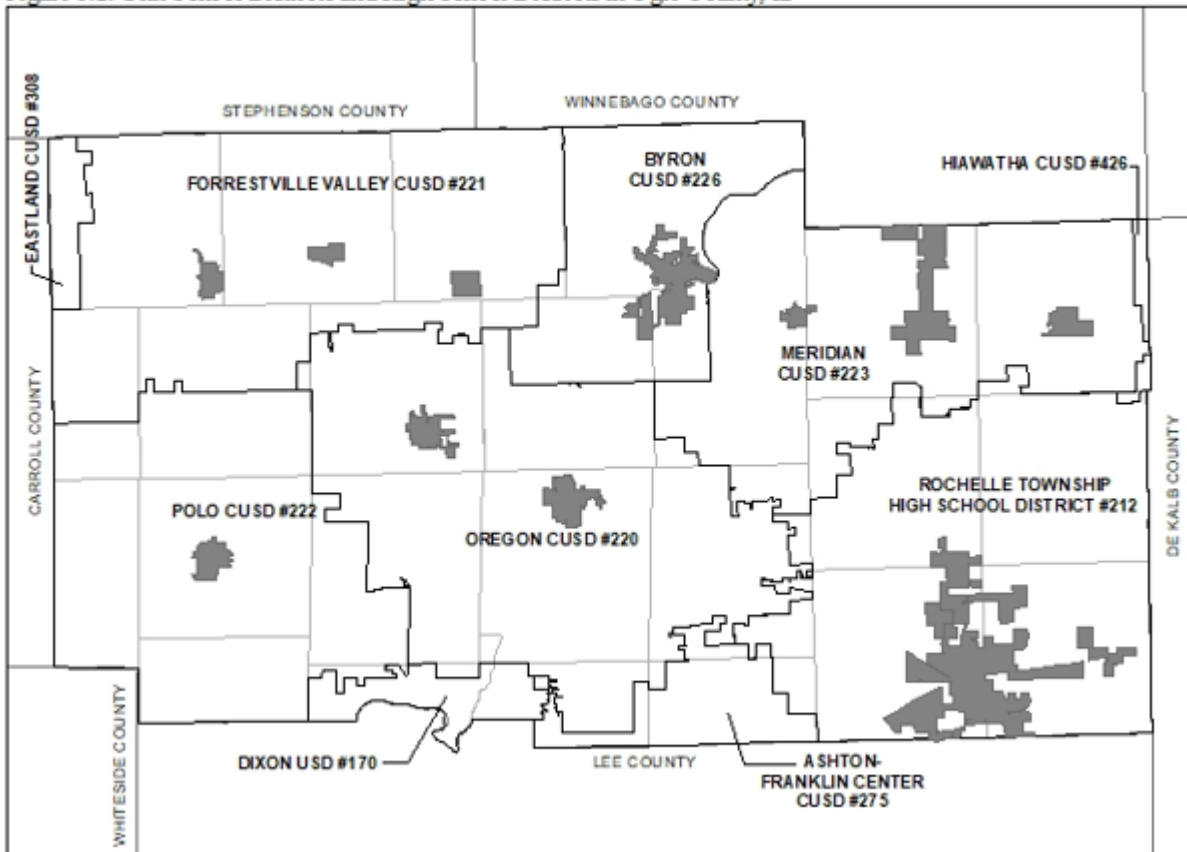 STEPHENSON COUNTY
WINNEBAGO COUNTY
EASTLAND CUSD #308
FORRESTVILLE VALLEY CUSD #221
BYRON
CUSD #226
HIAWATHA CUSD #426
MERIDIAN
CUSD #223
CARROLL COUNTY
POLO CUSD #222
OREGON CUSD #220
ROCHELLE TOWNSHIP
HIGH SCHOOL DISTRICT #212
DE KALB COUNTY
WHITESIDE COUNTY
DIXON USD #170
LEE COUNTY
ASHTON-
FRANKLIN CENTER
CUSD #275